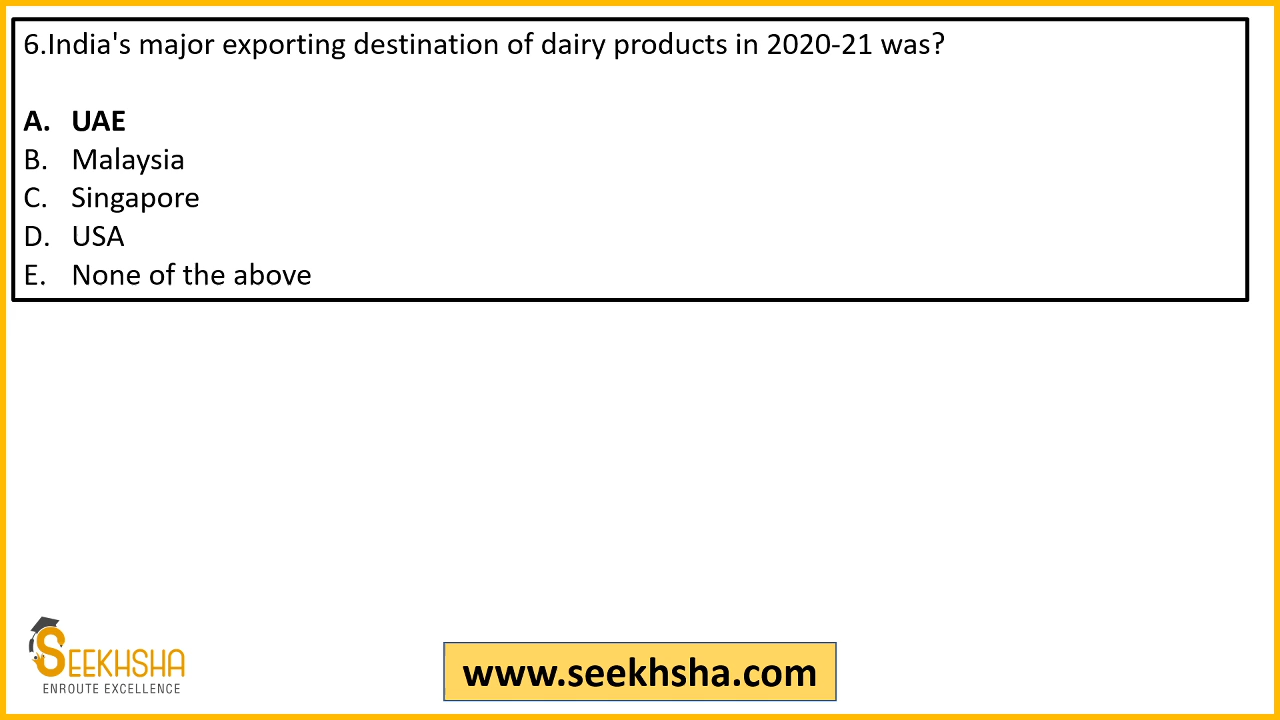 6.India's major exporting destination of dairy products in 2020-21 was?
A. UAE
B. Malaysia
C. Singapore
D. USA
E. None of the above
SEEKHSHA
ENROUTE EXCELLENCE
www.seekhsha.com